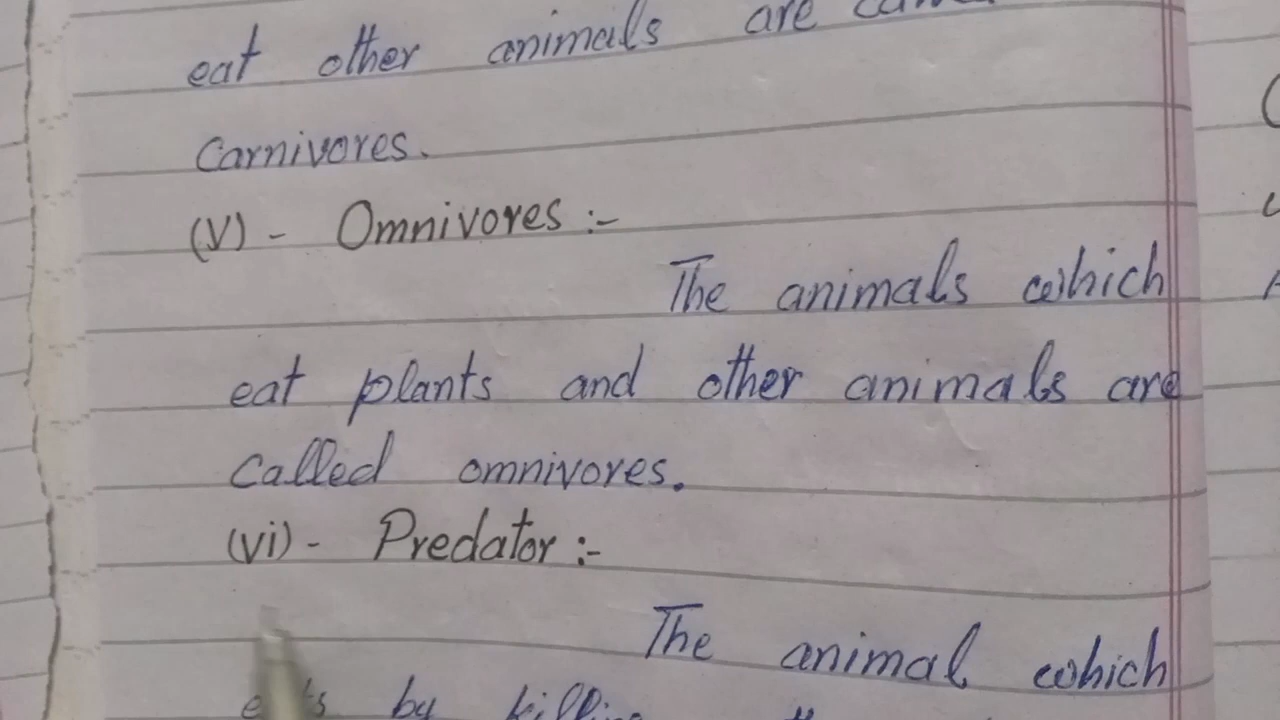 eat other animals are
Carnivores.
(V) - Omnivores :-
The animals which
eat plants and other animals are
Called omnivores.
(vi) - Predator :-
The animal which
by